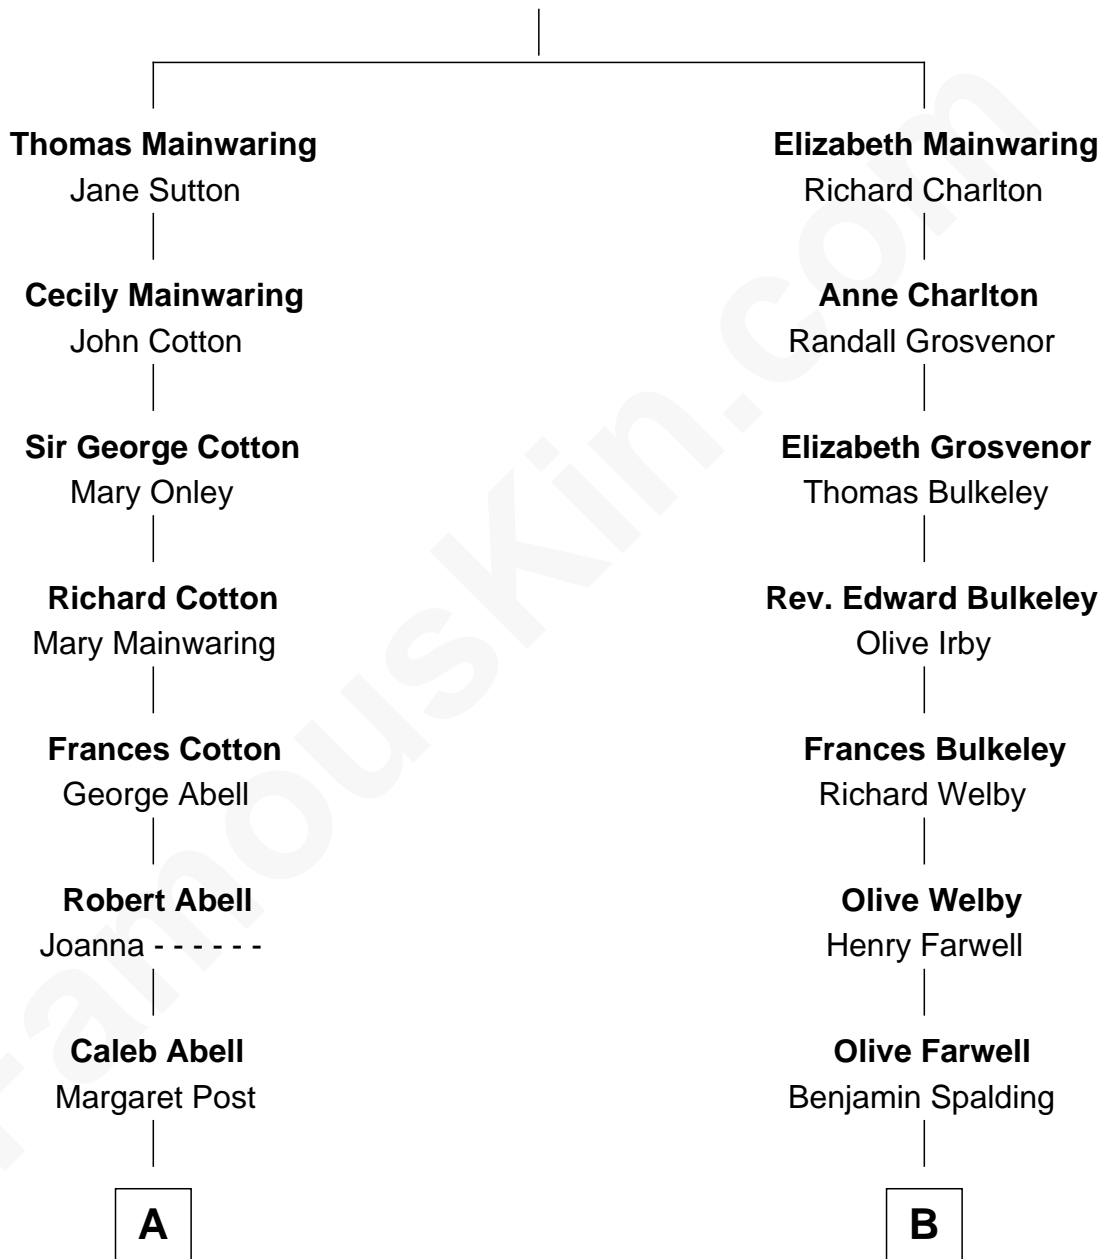 Thomas Mainwaring
Jane Sutton
Cecily Mainwaring
John Cotton
Sir George Cotton
Mary Onley
Richard Cotton
Mary Mainwaring
Frances Cotton
George Abell
Robert Abell
Joanna - - - - - -
Caleb Abell
Margaret Post
A
Elizabeth Mainwaring
Richard Charlton
Anne Charlton
Randall Grosvenor
Elizabeth Grosvenor
Thomas Bulkeley
Rev. Edward Bulkeley
Olive Irby
Frances Bulkeley
Richard Welby
Olive Welby
Henry Farwell
Olive Farwell
Benjamin Spalding
B
FamousKin.com